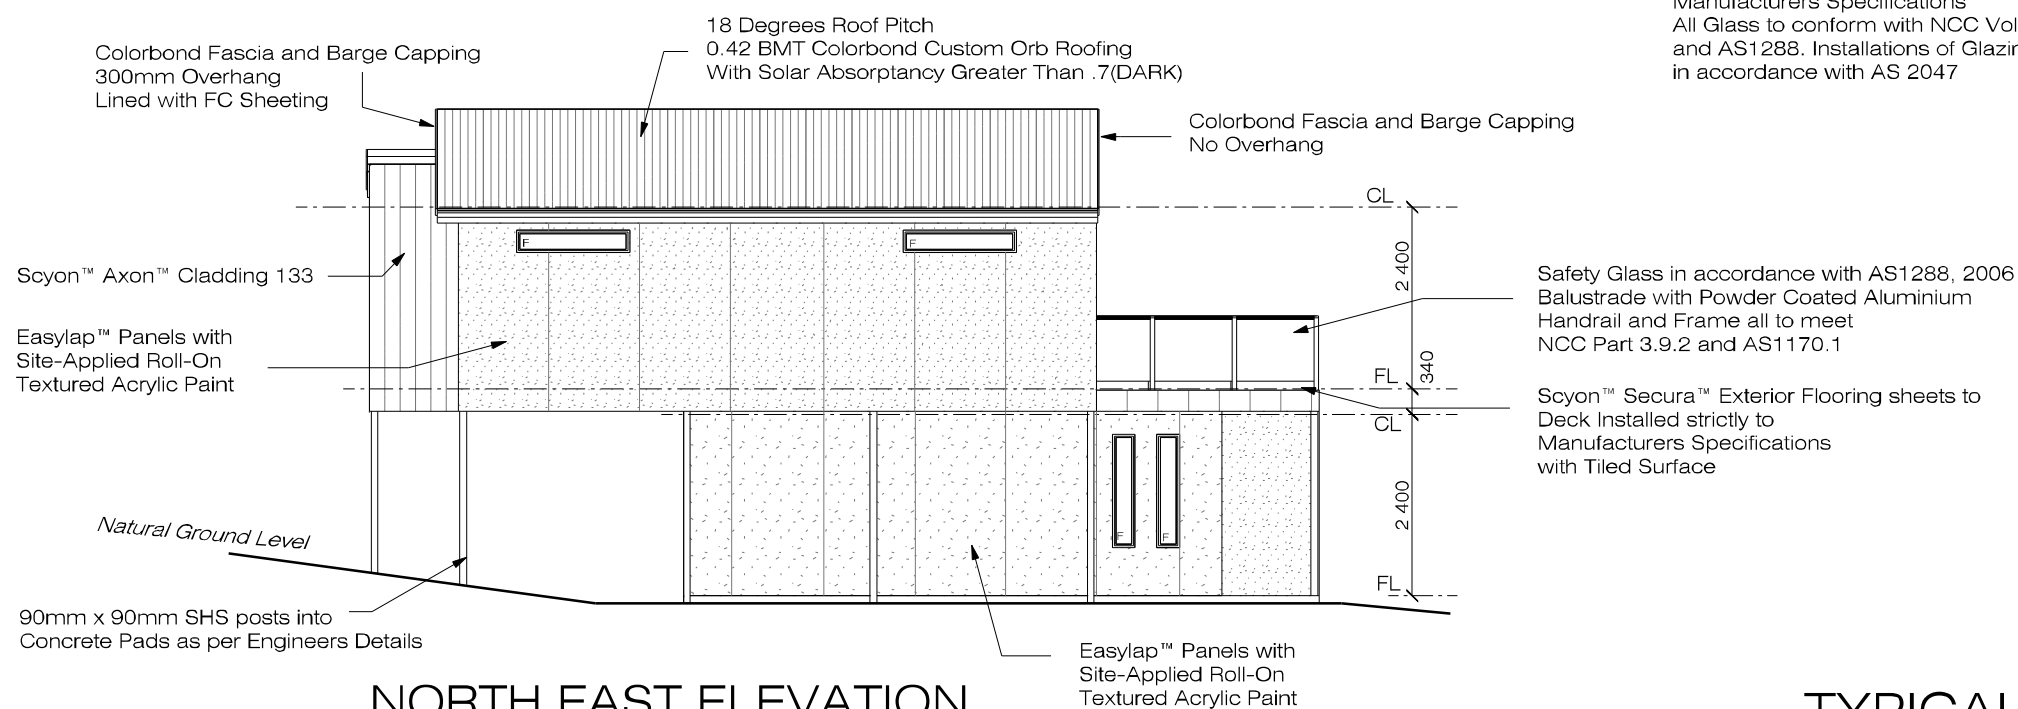 Manufacturers Specifications
All Glass to conform with NCC Vol
and AS1288. Installations of
in accordance with AS 2047
18 Degrees Roof Pitch
0.42 BMT Colorbond Custom Orb Roofing
With Solar Absorptancy Greater Than .7(DARK)
Colorbond Fascia and Barge Capping
300mm Overhang
Lined with FC Sheeting
Colorbond Fascia and Barge Capping
No Overhang
CL
2 400
F
F
Scyon™ Axon™ Cladding 133
Easylap™ Panels with
Site-Applied Roll-On
Textured Acrylic Paint
Safety Glass in accordance with AS1288, 2006
Balustrade with Powder Coated Aluminium
Handrail and Frame all to meet
NCC Part 3.9.2 and AS1170.1
FL
340
Scyon™ Secura™ Exterior Flooring sheets to
Deck Installed strictly to
Manufacturers Specifications
with Tiled Surface
CL
2 400
F
F
FL
Natural Ground Level
90mm x 90mm SHS posts into
Concrete Pads as per Engineers Details
Easylap™ Panels with
Site-Applied Roll-On
Textured Acrylic Paint
NORTH EAST ELEVATION
TYPICAL